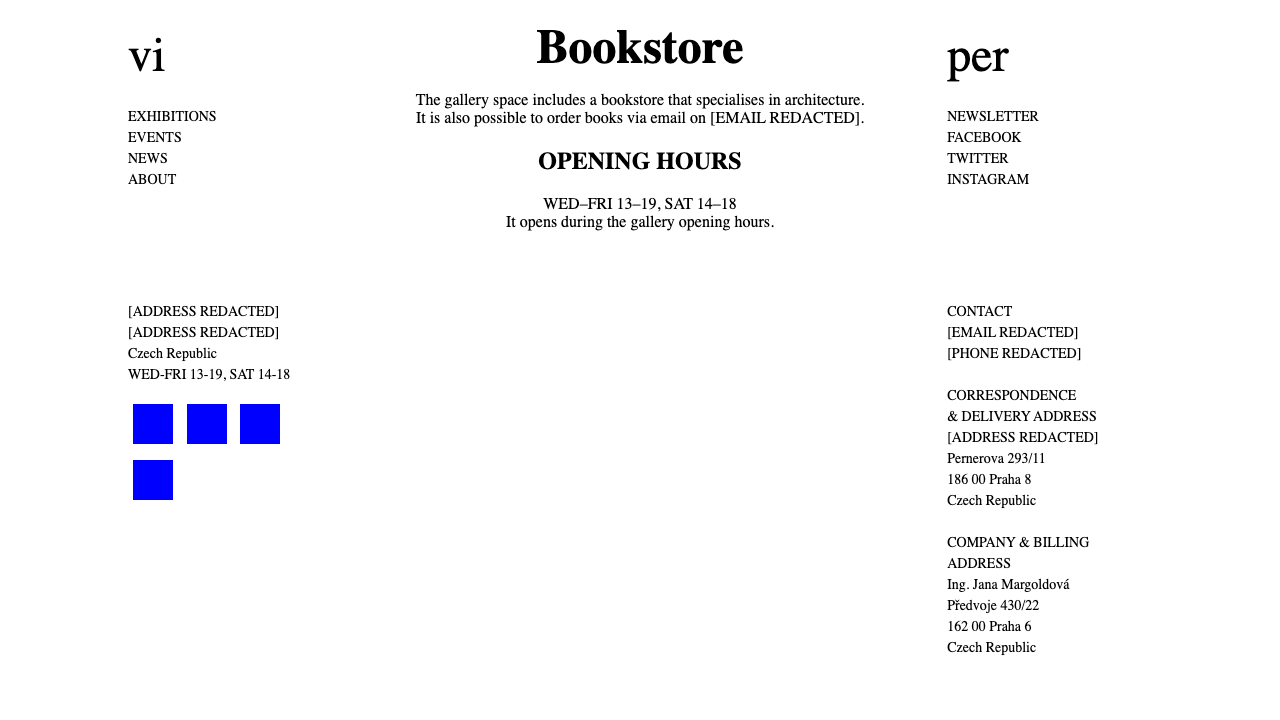 vi
EXHIBITIONS
EVENTS
NEWS
ABOUT
Bookstore
The gallery space includes a bookstore that specialises in architecture.
It is also possible to order books via email on [EMAIL REDACTED].
OPENING HOURS
WED–FRI 13–19, SAT 14–18
It opens during the gallery opening hours.
per
NEWSLETTER
FACEBOOK
TWITTER
INSTAGRAM
[ADDRESS REDACTED]
[ADDRESS REDACTED]
Czech Republic
WED-FRI 13-19, SAT 14-18
CONTACT
[EMAIL REDACTED]
[PHONE REDACTED]
CORRESPONDENCE
& DELIVERY ADDRESS
[ADDRESS REDACTED]
Pernerova 293/11
186 00 Praha 8
Czech Republic
COMPANY & BILLING
ADDRESS
Ing. Jana Margoldová
Předvoje 430/22
162 00 Praha 6
Czech Republic